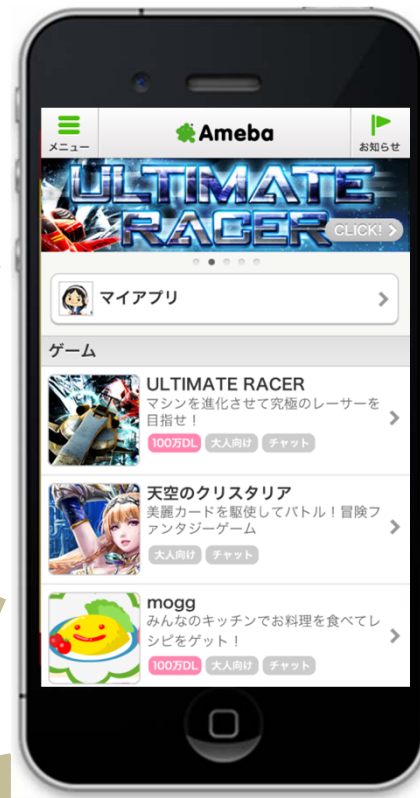 メニュー
Ameba
お知らせ
ULTIMATE
RACER
CLICK!
マイアプリ
ゲーム
ULTIMATE RACER
マシンを進化させて究極のレーサーを
目指せ！
100万DL 大人向け チャット
天空のクリスタリア
美麗カードを駆使してバトル！冒険フ
ァンタジーゲーム
大人向け チャット
mogg
みんなのキッチンでお料理を食べてレ
シピをゲット！
100万DL 大人向け チャット